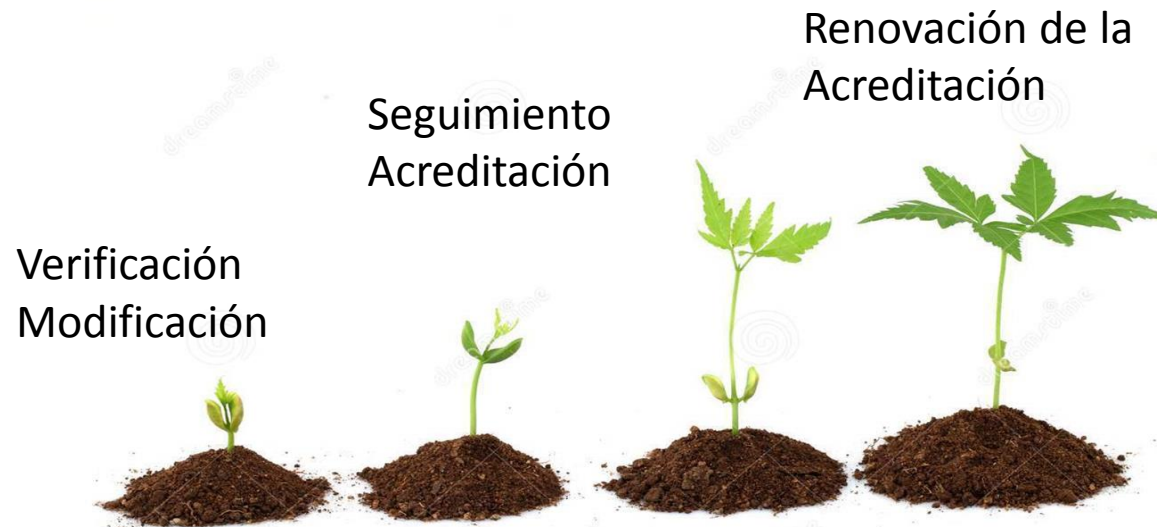 Renovación de la
Acreditación
Seguimiento
Acreditación
Verificación
Modificación